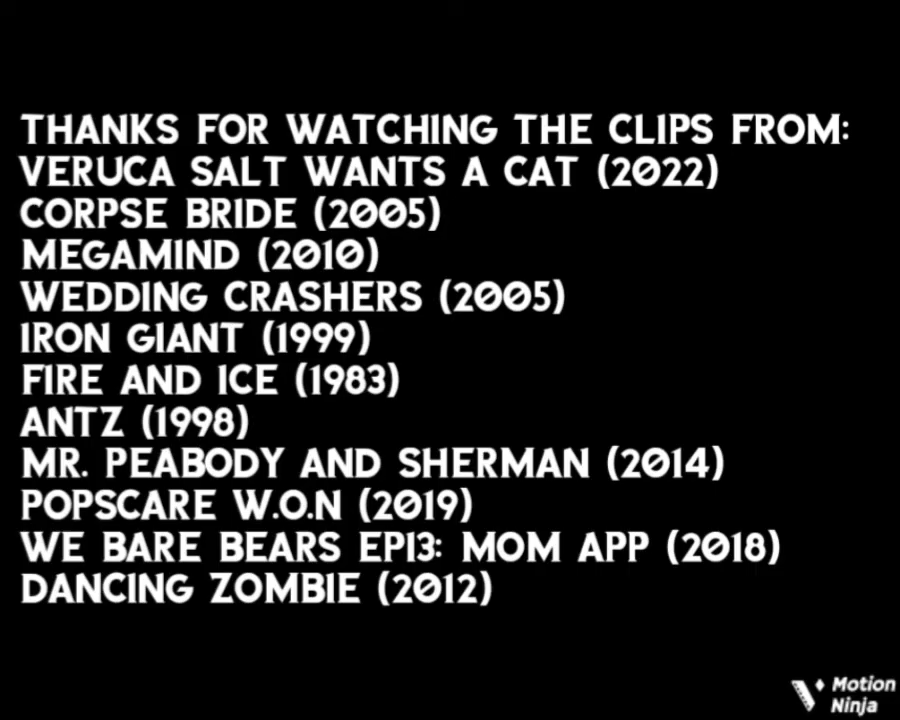 THANKS FOR WATCHING THE CLIPS FROM:
VERUCA SALT WANTS A CAT (2022)
CORPSE BRIDE (2005)
MEGAMIND (2010)
WEDDING CRASHERS (2005)
IRON GIANT (1999)
FIRE AND ICE (1983)
ANTZ (1998)
MR. PEABODY AND SHERMAN (2014)
POPSCARE W.O.N (2019)
WE BARE BEARS EP13: MOM APP (2018)
DANCING ZOMBIE (2012)
Motion
Ninja